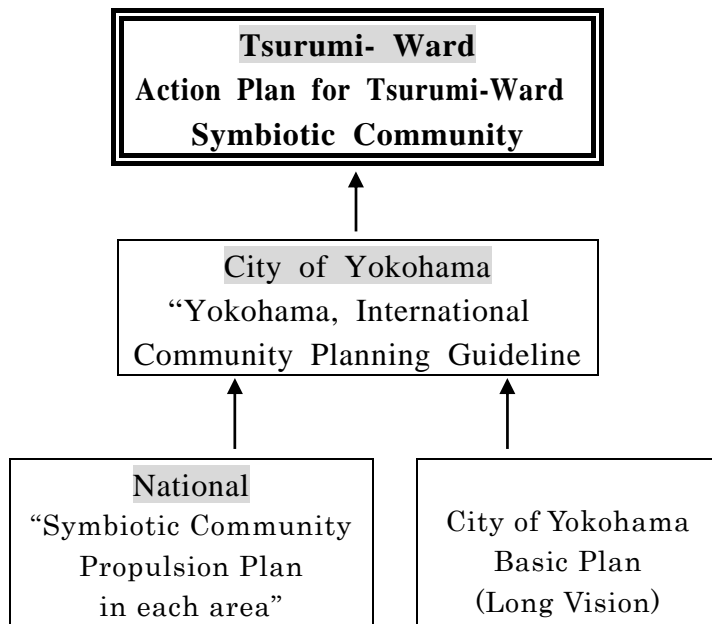 Tsurumi- Ward
Action Plan for Tsurumi-Ward
Symbiotic Community
City of Yokohama
“Yokohama, International
Community Planning Guideline
National
“Symbiotic Community
Propulsion Plan
in each area”
City of Yokohama
Basic Plan
(Long Vision)